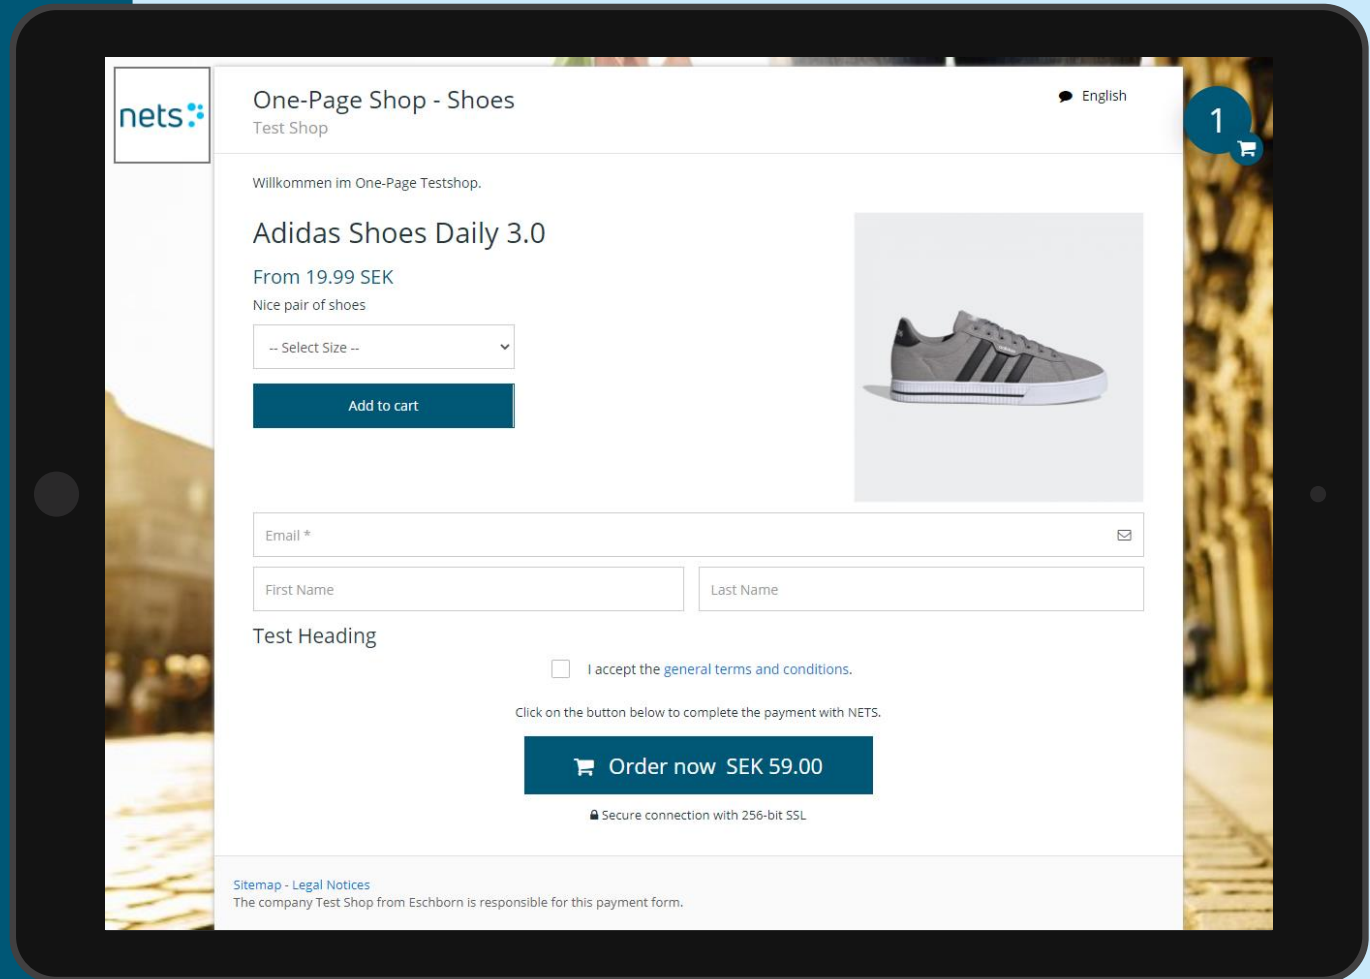 nets
One-Page Shop - Shoes
Test Shop
English
1
Willkommen im One-Page Testshop.
Adidas Shoes Daily 3.0
From 19.99 SEK
Nice pair of shoes
-- Select Size --
Add to cart
Email *
First Name
Last Name
Test Heading
I accept the general terms and conditions.
Click on the button below to complete the payment with NETS.
Order now SEK 59.00
Secure connection with 256-bit SSL
Sitemap - Legal Notices
The company Test Shop from Eschborn is responsible for this payment form.